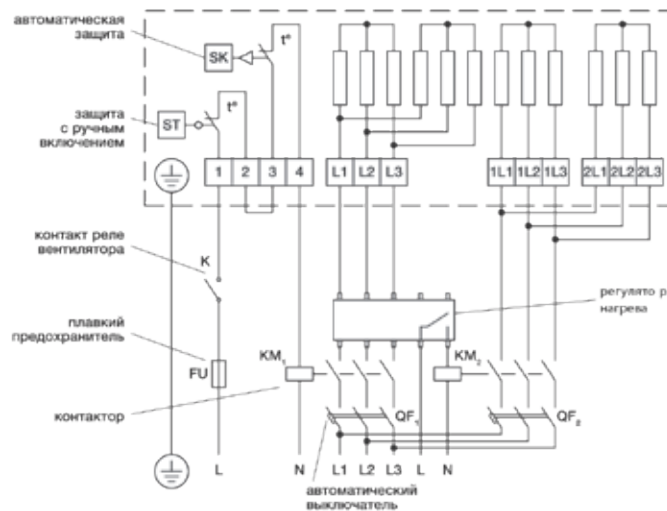 автоматическая
защита
SK
t°
защита
с ручным
включением
ST
t°
1 2 3 4 L1 L2 L3 1L1 1L2 1L3 2L1 2L2 2L3
контакт реле
вентилятора
K
регулято р
нагрева
плавкий
предохранитель
FU
KM1
KM2
контактор
QF1
QF2
L N L1 L2 L3 L N
автоматический
выключатель